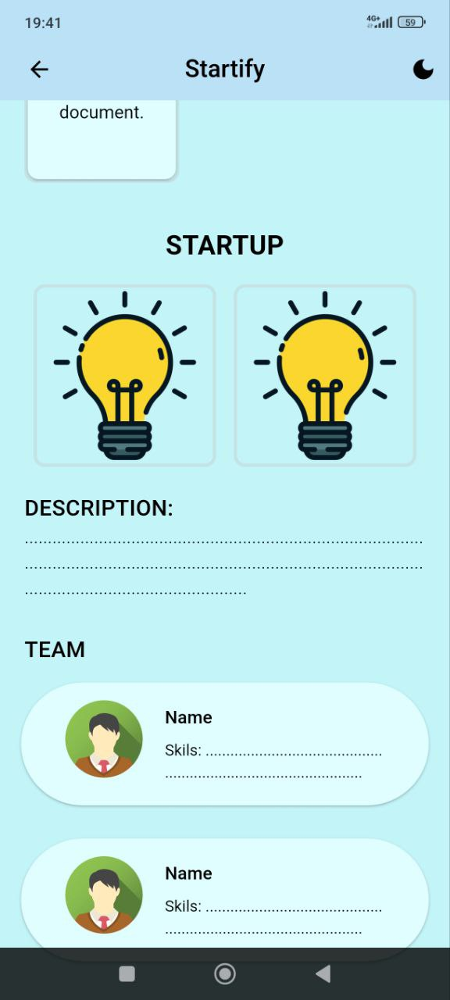 19:41
4G+
59
Startify
document.
STARTUP
DESCRIPTION:
.....................................................................................
.....................................................................................
...............................................
TEAM
Name
Skils: ......................................
..........................................
Name
Skils: ......................................
..........................................